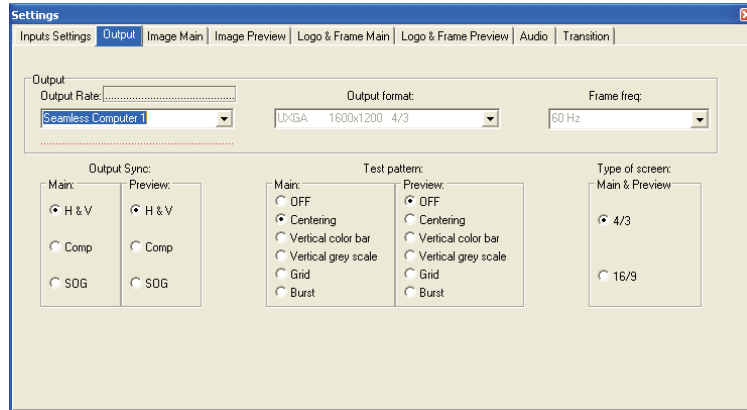 Settings
Inputs Settings Output Image Main Image Preview Logo & Frame Main Logo & Frame Preview Audio Transition
Output
Output Rate: Output format: Frame freq:
Seamless Computer 1 UXGA 1600x1200 4/3 60 Hz
Output Sync: Test pattern: Type of screen:
Main: Preview: Main: Preview: Main & Preview
OFF OFF
H & V H & V Centering Centering 4/3
Vertical color bar Vertical color bar
Comp Comp Vertical grey scale Vertical grey scale
Grid Grid
SOG SOG Burst Burst 16/9